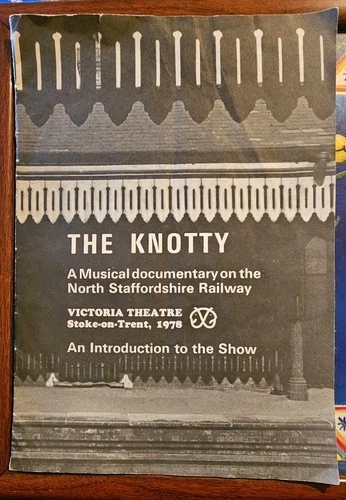 THE KNOTTY
A Musical documentary on the
North Staffordshire Railway
VICTORIA THEATRE
Stoke-on-Trent, 1978
An Introduction to the Show